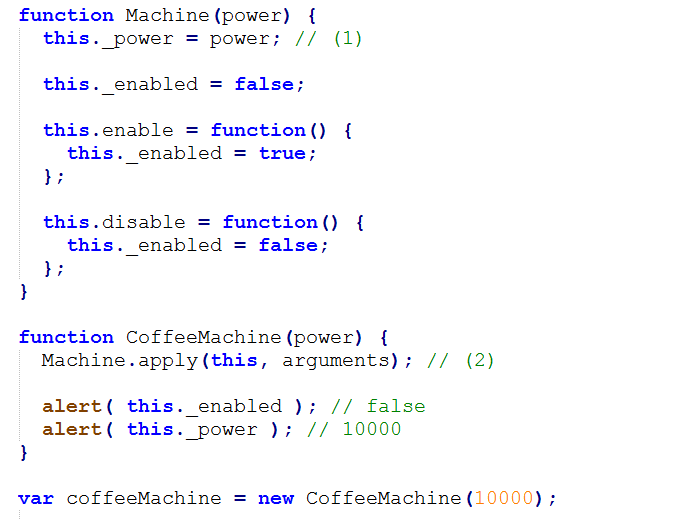 function Machine(power) {
this._power = power; // (1)
this._enabled = false;
this.enable = function() {
this._enabled = true;
};
this.disable = function() {
this._enabled = false;
};
}
function CoffeeMachine(power) {
Machine.apply(this, arguments); // (2)
alert( this._enabled ); // false
alert( this._power ); // 10000
}
var coffeeMachine = new CoffeeMachine(10000);